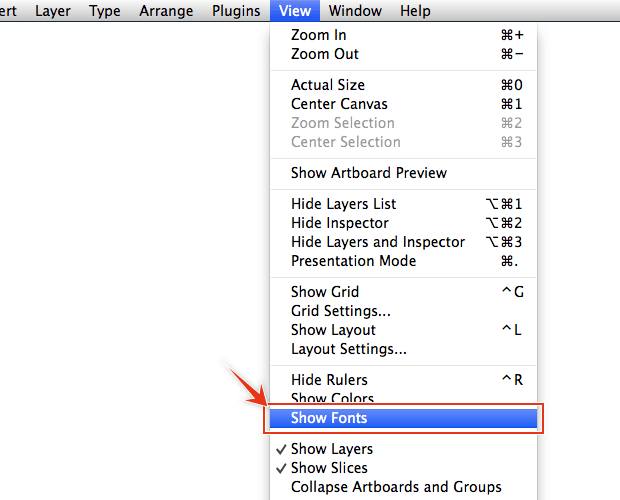 ert Layer Type Arrange Plugins View Window Help
Zoom In ⌘+
Zoom Out ⌘−
Actual Size ⌘0
Center Canvas ⌘1
Zoom Selection ⌘2
Center Selection ⌘3
Show Artboard Preview
Hide Layers List ⌥⌘1
Hide Inspector ⌥⌘2
Hide Layers and Inspector ⌥⌘3
Presentation Mode ⌘.
Show Grid ^G
Grid Settings...
Show Layout ^L
Layout Settings...
Hide Rulers ^R
Show Colors
Show Fonts
✓ Show Layers
✓ Show Slices
Collapse Artboards and Groups